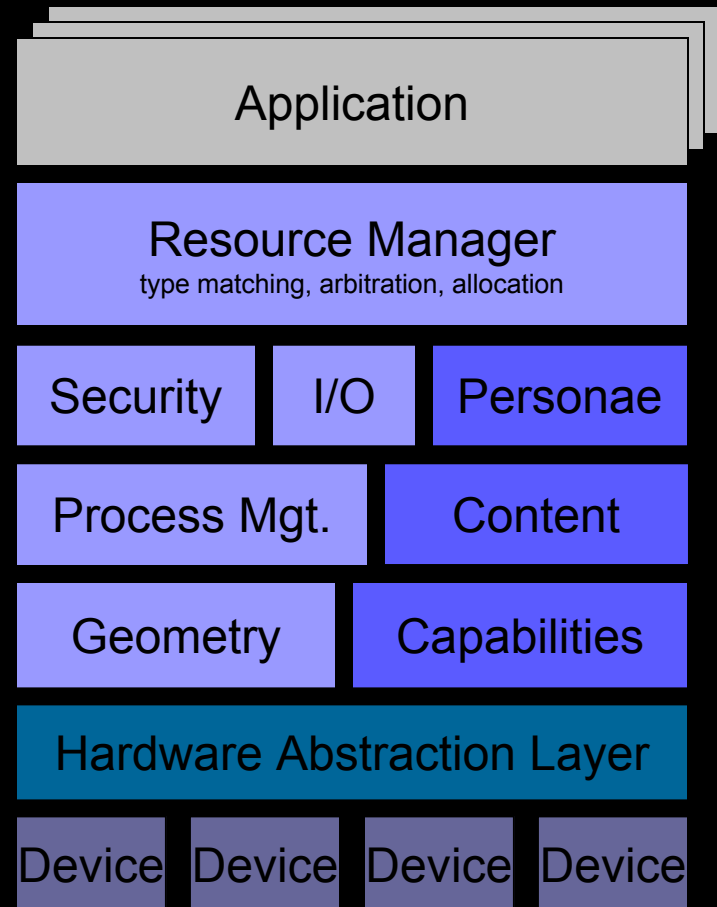 Application
Resource Manager
type matching, arbitration, allocation
Security I/O Personae
Process Mgt. Content
Geometry Capabilities
Hardware Abstraction Layer
Device Device Device Device